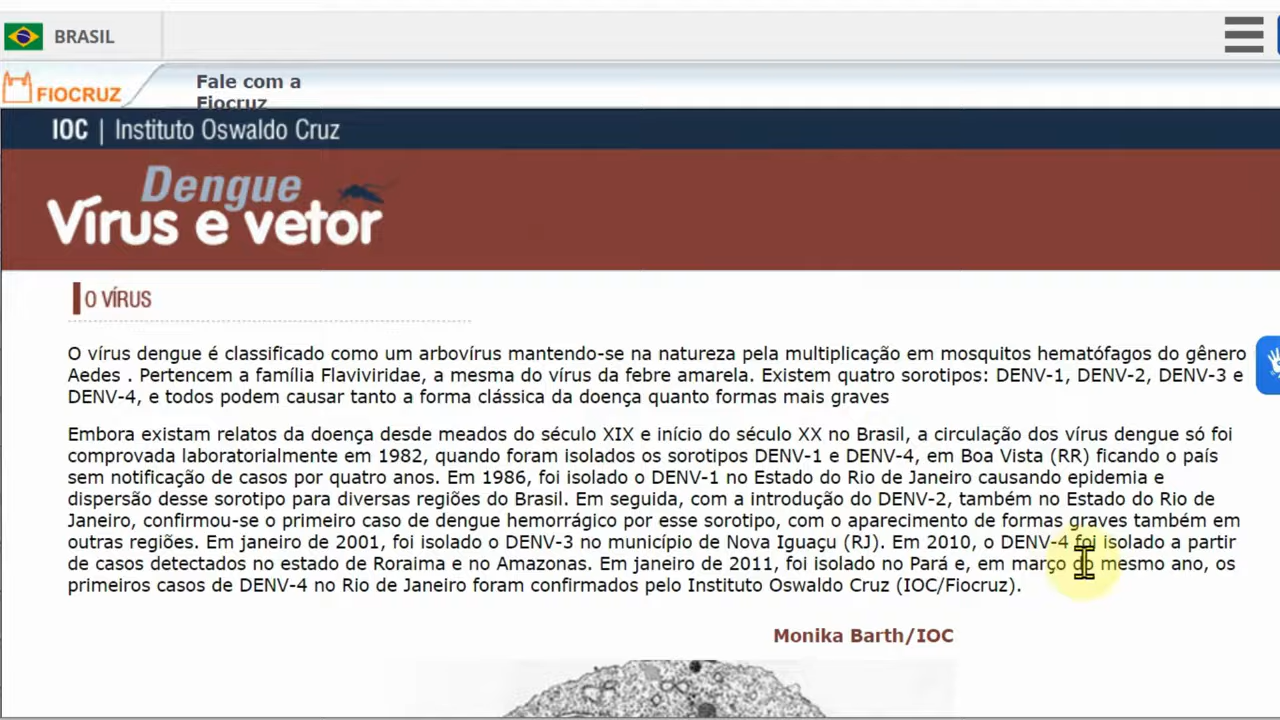 BRASIL
FIOCRUZ
Fale com a
Fiocruz
IOC | Instituto Oswaldo Cruz
Dengue
Vírus e vetor
O VÍRUS
O vírus dengue é classificado como um arbovírus mantendo-se na natureza pela multiplicação em mosquitos hematófagos do gênero
Aedes . Pertencem a família Flaviviridae, a mesma do vírus da febre amarela. Existem quatro sorotipos: DENV-1, DENV-2, DENV-3 e
DENV-4, e todos podem causar tanto a forma clássica da doença quanto formas mais graves
Embora existam relatos da doença desde meados do século XIX e início do século XX no Brasil, a circulação dos vírus dengue só foi
comprovada laboratorialmente em 1982, quando foram isolados os sorotipos DENV-1 e DENV-4, em Boa Vista (RR) ficando o país
sem notificação de casos por quatro anos. Em 1986, foi isolado o DENV-1 no Estado do Rio de Janeiro causando epidemia e
dispersão desse sorotipo para diversas regiões do Brasil. Em seguida, com a introdução do DENV-2, também no Estado do Rio de
Janeiro, confirmou-se o primeiro caso de dengue hemorrágico por esse sorotipo, com o aparecimento de formas graves também em
outras regiões. Em janeiro de 2001, foi isolado o DENV-3 no município de Nova Iguaçu (RJ). Em 2010, o DENV-4 foi isolado a partir
de casos detectados no estado de Roraima e no Amazonas. Em janeiro de 2011, foi isolado no Pará e, em março do mesmo ano, os
primeiros casos de DENV-4 no Rio de Janeiro foram confirmados pelo Instituto Oswaldo Cruz (IOC/Fiocruz).
Monika Barth/IOC